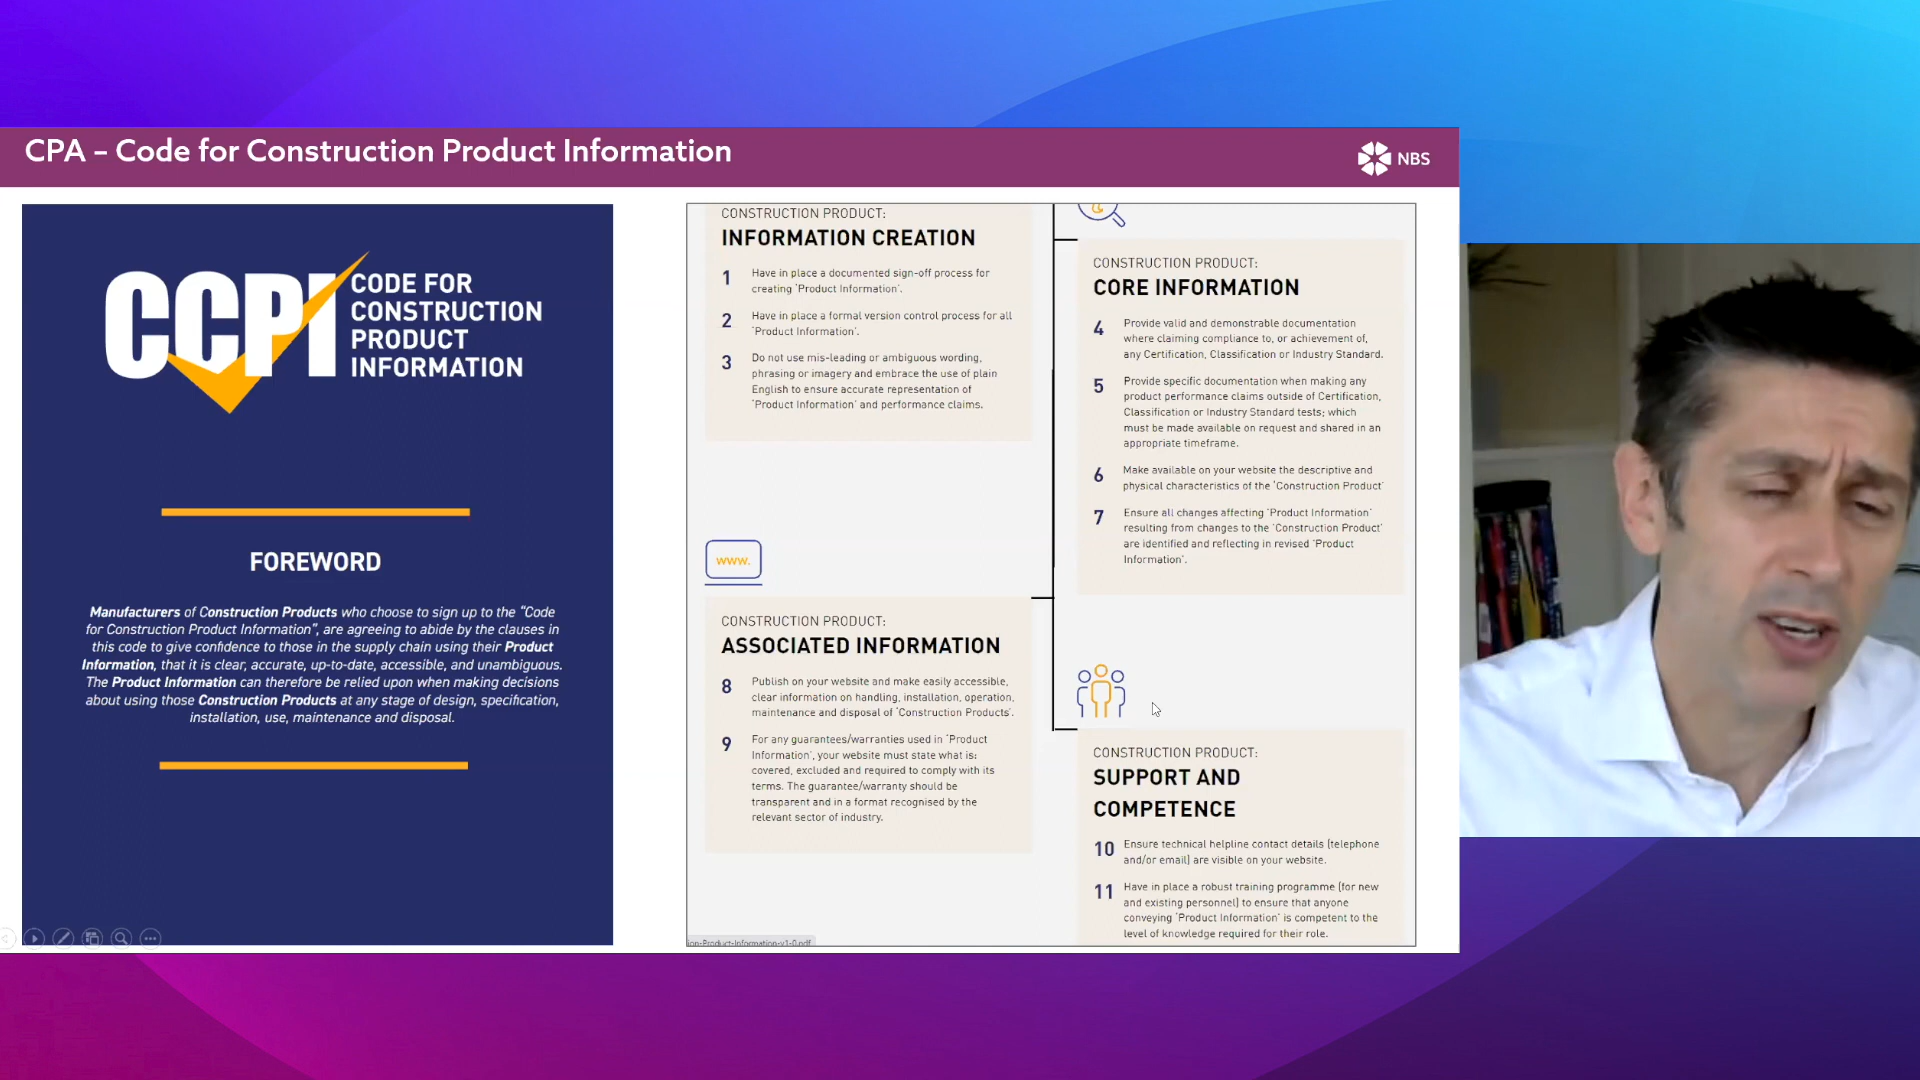 CPA – Code for Construction Product Information
NBS
CCPI
CODE FOR
CONSTRUCTION
PRODUCT
INFORMATION
FOREWORD
Manufacturers of Construction Products who choose to sign up to the “Code
for Construction Product Information”, are agreeing to abide by the clauses in
this code to give confidence to those in the supply chain using their Product
Information, that it is clear, accurate, up-to-date, accessible, and unambiguous.
The Product Information can therefore be relied upon when making decisions
about using those Construction Products at any stage of design, specification,
installation, use, maintenance and disposal.
CONSTRUCTION PRODUCT:
INFORMATION CREATION
1 Have in place a documented sign-off process for
creating 'Product Information'.
2 Have in place a formal version control process for all
'Product Information'.
3 Do not use mis-leading or ambiguous wording,
phrasing or imagery and embrace the use of plain
English to ensure accurate representation of
'Product Information' and performance claims.
CONSTRUCTION PRODUCT:
CORE INFORMATION
4 Provide valid and demonstrable documentation
where claiming compliance to, or achievement of,
any Certification, Classification or Industry Standard.
5 Provide specific documentation when making any
product performance claims outside of Certification,
Classification or Industry Standard tests; which
must be made available on request and shared in an
appropriate timeframe.
6 Make available on your website the descriptive and
physical characteristics of the 'Construction Product'
7 Ensure all changes affecting 'Product Information'
resulting from changes to the 'Construction Product'
are identified and reflecting in revised 'Product
Information'.
www.
CONSTRUCTION PRODUCT:
ASSOCIATED INFORMATION
8 Publish on your website and make easily accessible,
clear information on handling, installation, operation,
maintenance and disposal of 'Construction Products'.
9 For any guarantees/warranties used in 'Product
Information', your website must state what is:
covered, excluded and required to comply with its
terms. The guarantee/warranty should be
transparent and in a format recognised by the
relevant sector of industry.
CONSTRUCTION PRODUCT:
SUPPORT AND
COMPETENCE
10 Ensure technical helpline contact details (telephone
and/or email) are visible on your website.
11 Have in place a robust training programme (for new
and existing personnel) to ensure that anyone
conveying 'Product Information' is competent to the
level of knowledge required for their role.
on-Product-Information-v1-0.pdf